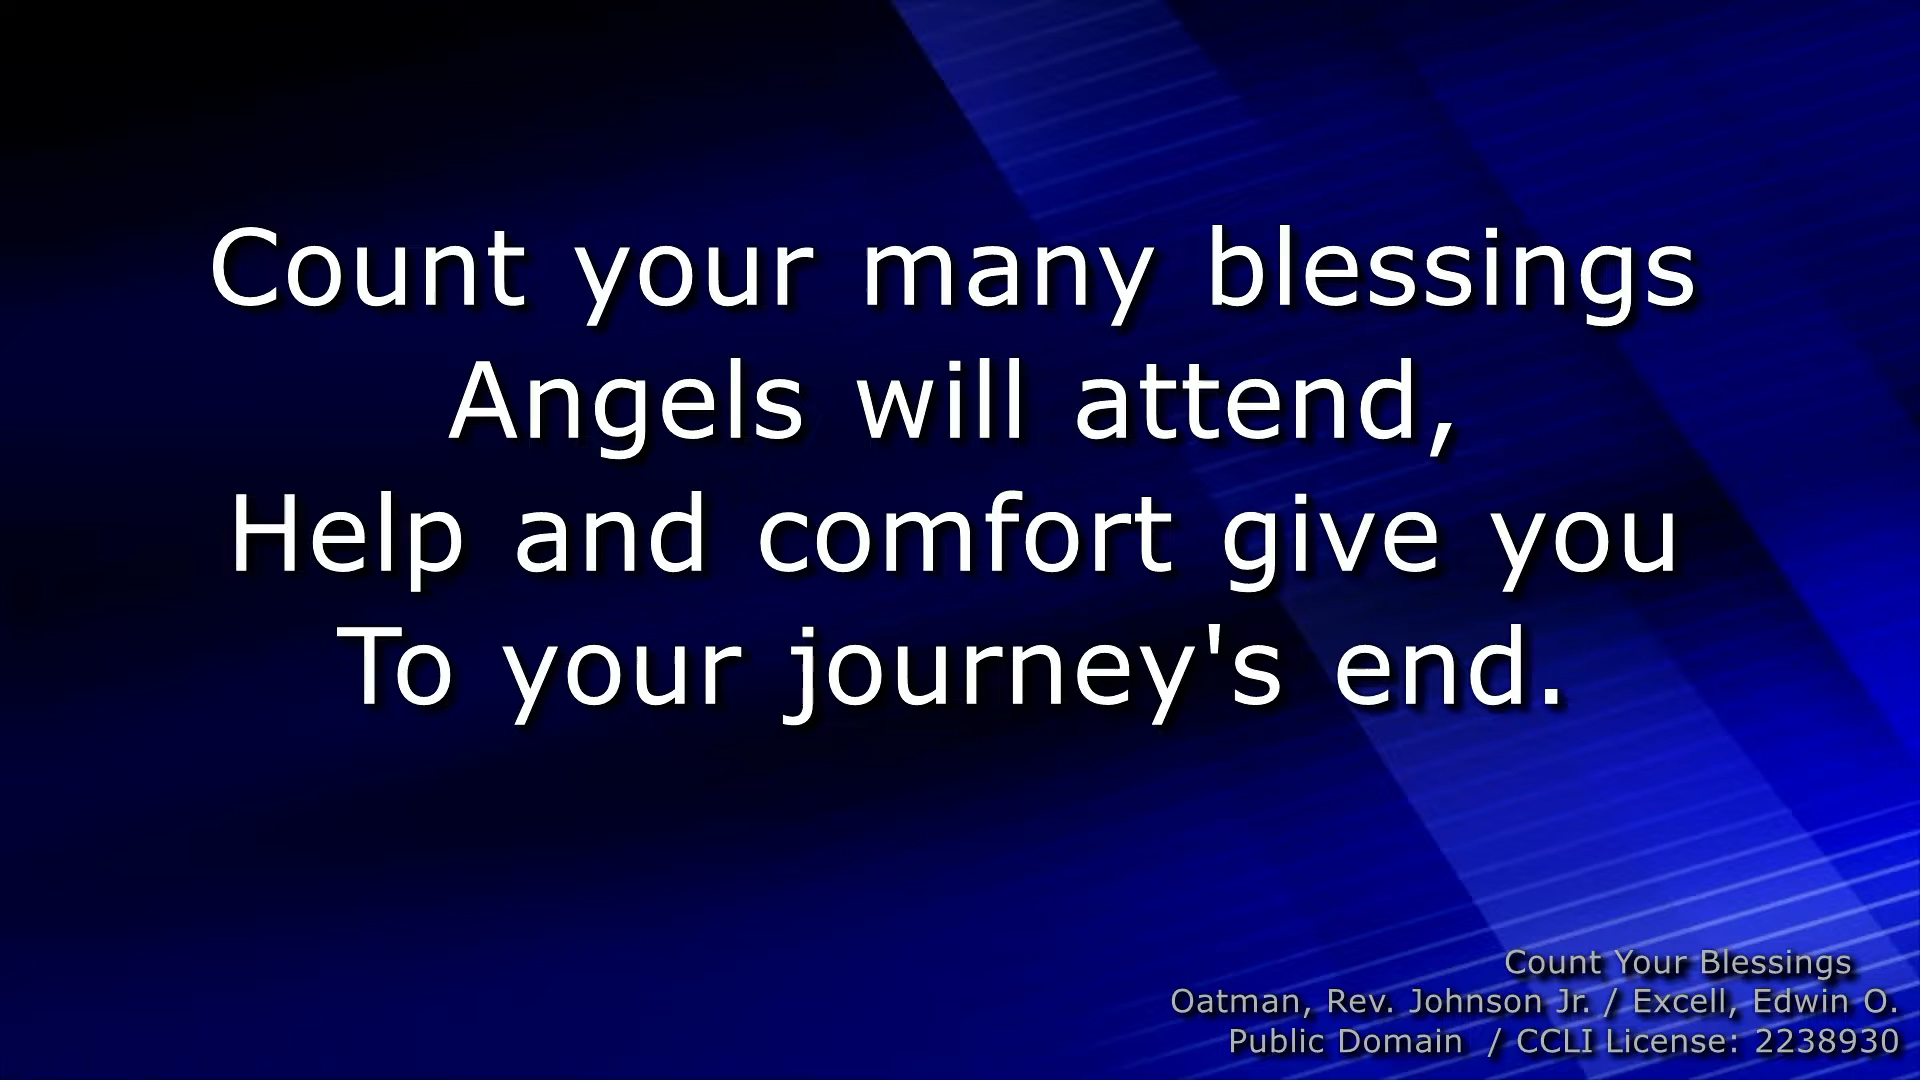 Count your many blessings
Angels will attend,
Help and comfort give you
To your journey's end.
Count Your Blessings
Oatman, Rev. Johnson Jr. / Excell, Edwin O.
Public Domain / CCLI License: 2238930